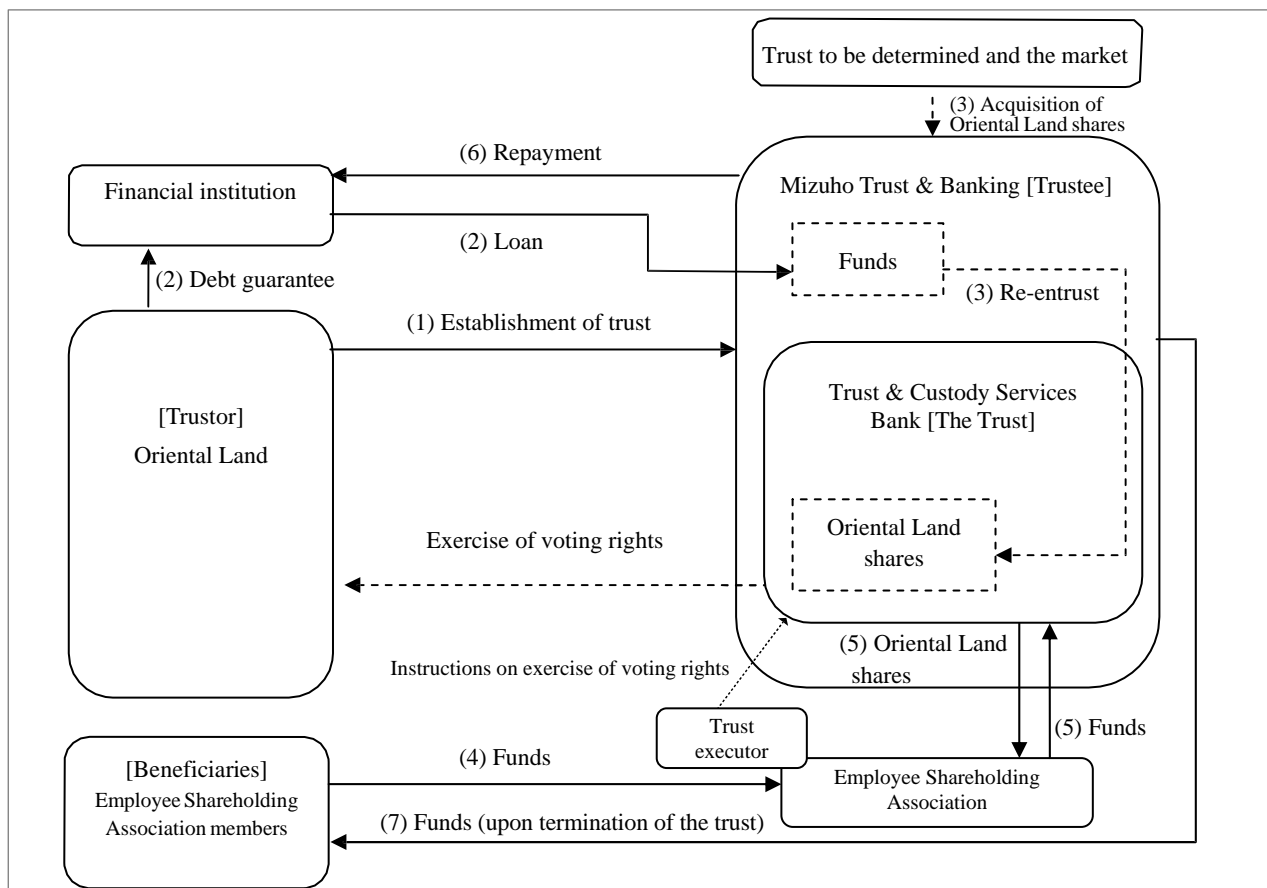 Trust to be determined and the market
(3) Acquisition of
Oriental Land shares
(6) Repayment
Financial institution
Mizuho Trust & Banking [Trustee]
(2) Loan
Funds
(2) Debt guarantee
(3) Re-entrust
(1) Establishment of trust
[Trustor]
Oriental Land
Trust & Custody Services
Bank [The Trust]
Oriental Land
shares
Exercise of voting rights
(5) Oriental Land
shares
Instructions on exercise of voting rights
Trust
executor
(5) Funds
[Beneficiaries]
Employee Shareholding
Association members
(4) Funds
Employee Shareholding
Association
(7) Funds (upon termination of the trust)